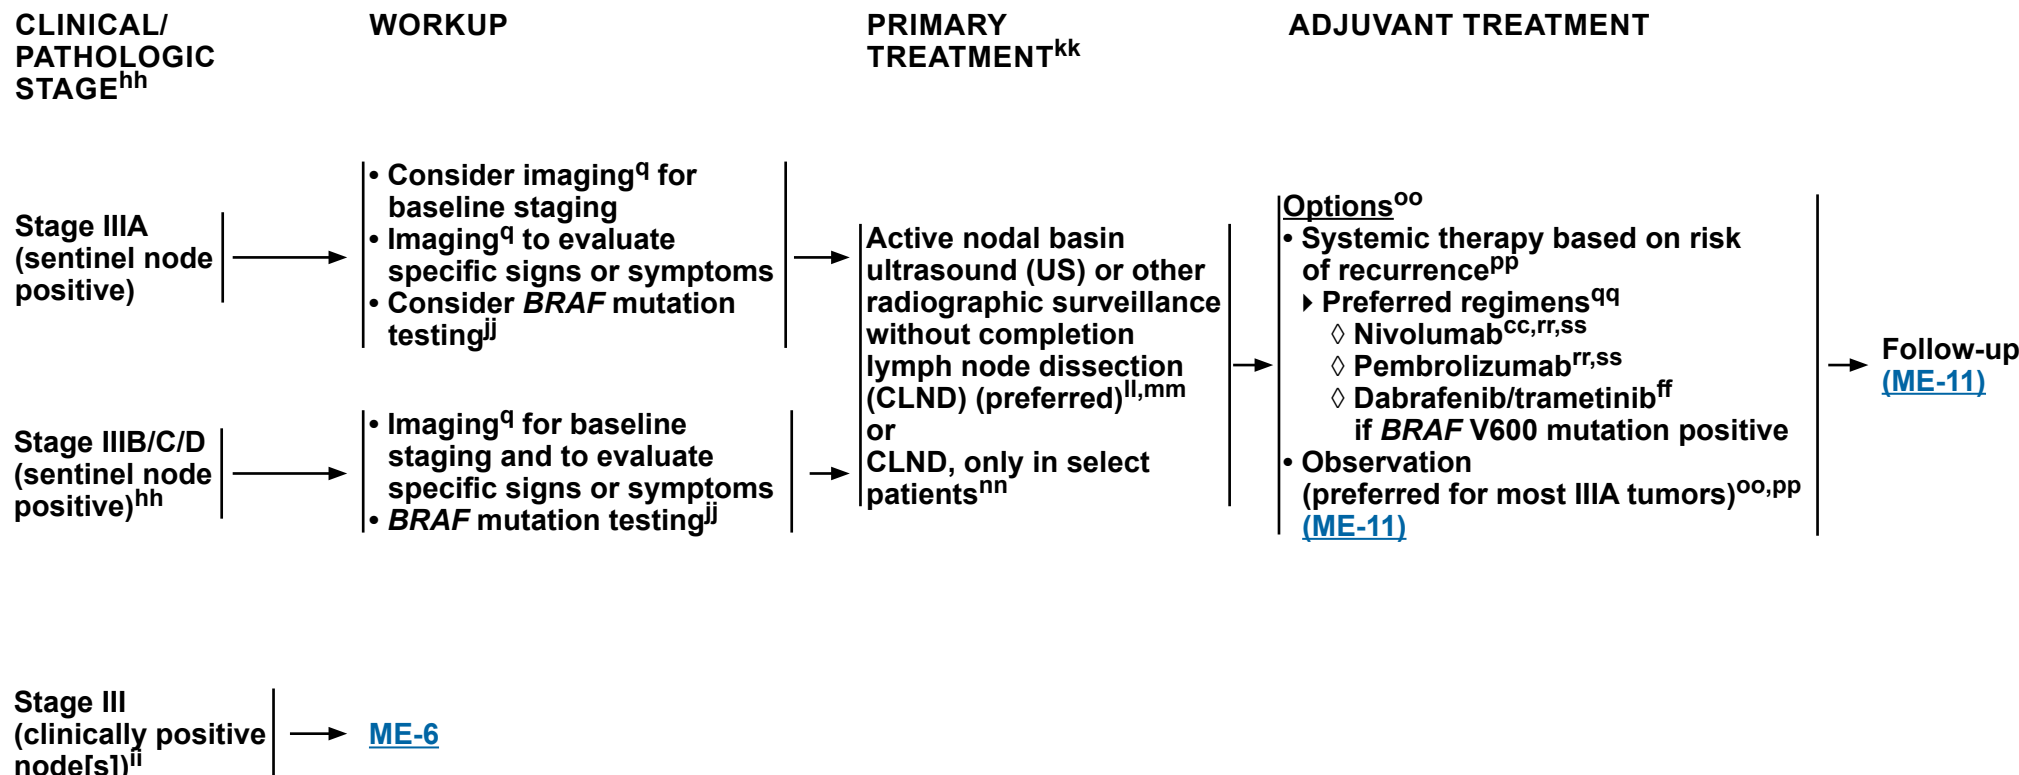 CLINICAL/
PATHOLOGIC
STAGEhh
WORKUP
PRIMARY
TREATMENTkk
ADJUVANT TREATMENT
Stage IIIA
(sentinel node
positive)
• Consider imagingq for
baseline staging
• Imagingq to evaluate
specific signs or symptoms
• Consider BRAF mutation
testingjj
Stage IIIB/C/D
(sentinel node
positive)hh
• Imagingq for baseline
staging and to evaluate
specific signs or symptoms
• BRAF mutation testingjj
Active nodal basin
ultrasound (US) or other
radiographic surveillance
without completion
lymph node dissection
(CLND) (preferred)ll,mm
or
CLND, only in select
patientsnn
Optionsoo
• Systemic therapy based on risk
of recurrencepp
▸ Preferred regimensqq
◊ Nivolumabcc,rr,ss
◊ Pembrolizumabrr,ss
◊ Dabrafenib/trametinibff
if BRAF V600 mutation positive
• Observation
(preferred for most IIIA tumors)oo,pp
(ME-11)
Follow-up
(ME-11)
Stage III
(clinically positive
node[s])ii
ME-6